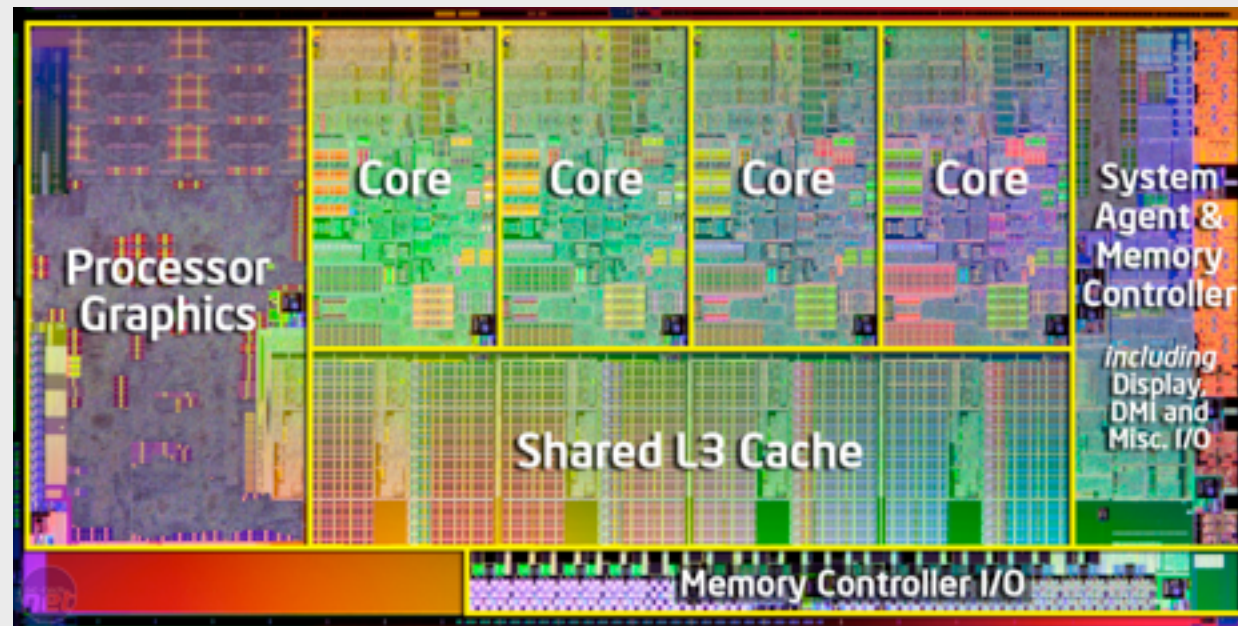 Processor
Graphics
Core
Core
Core
Core
System
Agent &
Memory
Controller
including
Display,
DMI and
Misc. I/O
Shared L3 Cache
Memory Controller I/O